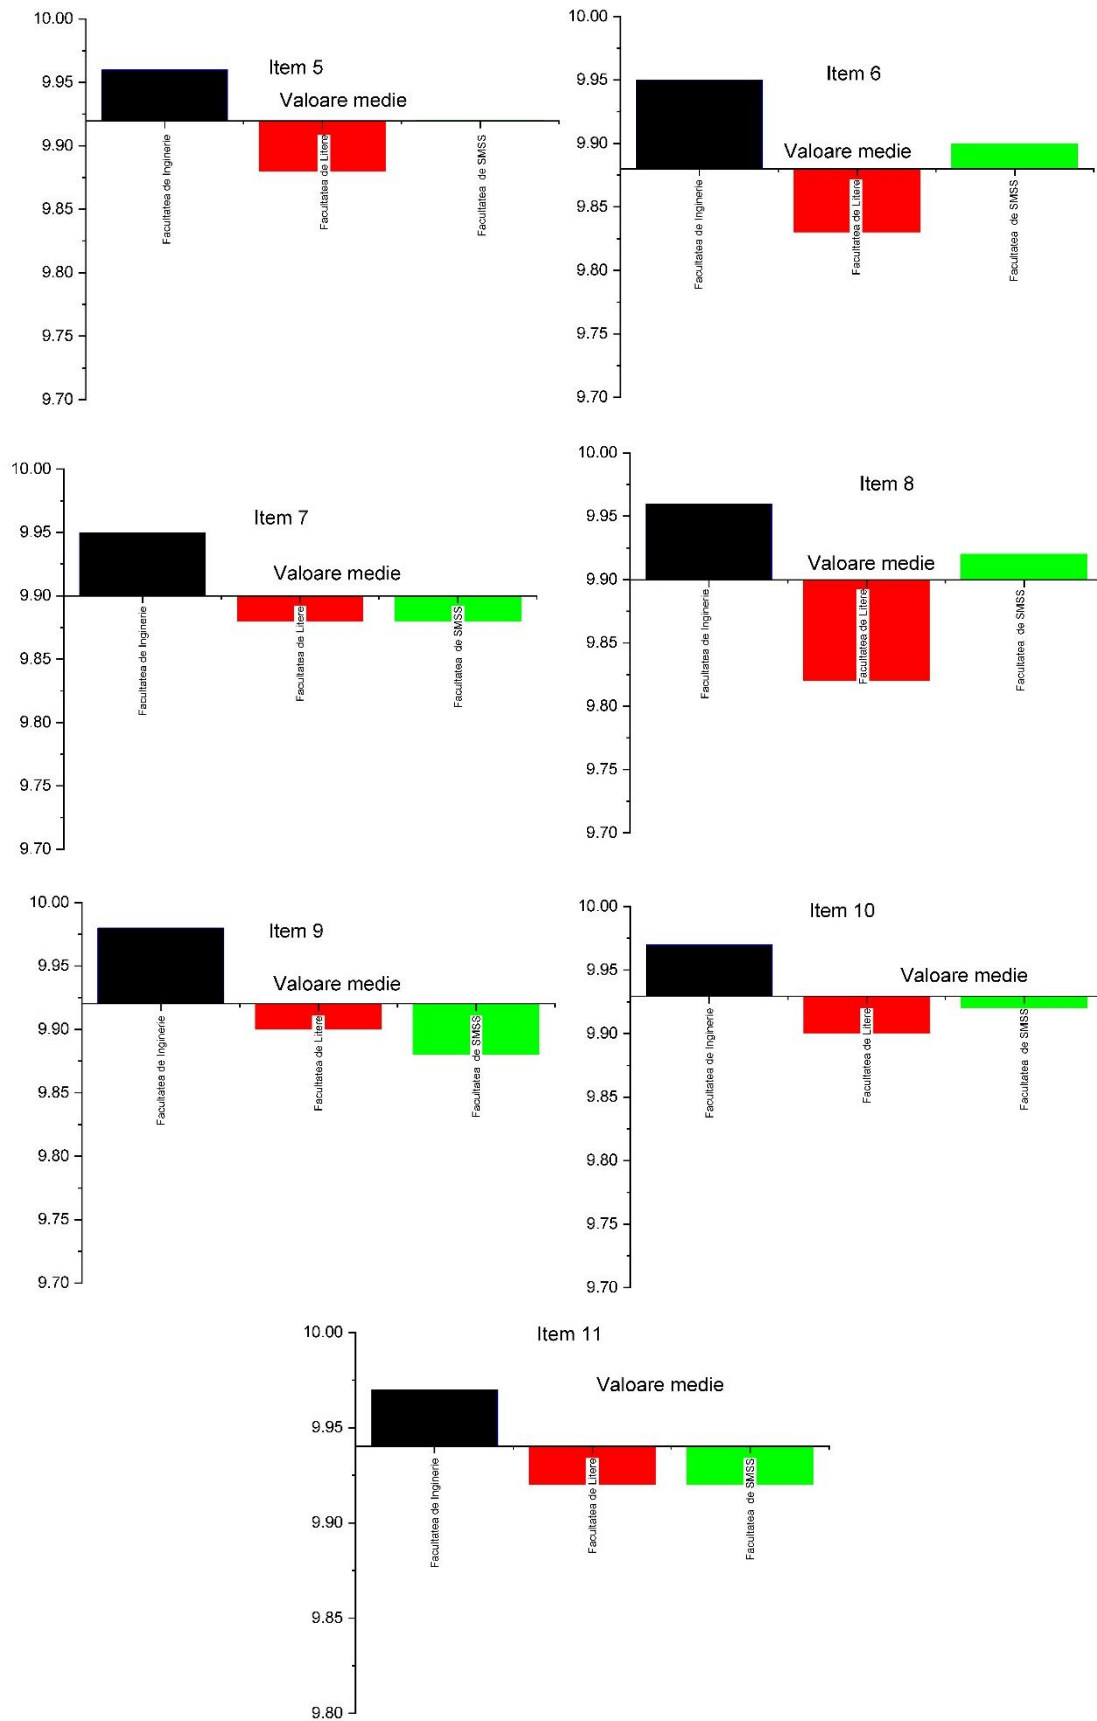 Item 5
Valoare medie
10.00
9.95
9.90
9.85
9.80
9.75
9.70
Facultatea de Inginerie
Facultatea de Litere
Facultatea de SMSS
Item 6
Valoare medie
10.00
9.95
9.90
9.85
9.80
9.75
9.70
Facultatea de Inginerie
Facultatea de Litere
Facultatea de SMSS
Item 7
Valoare medie
10.00
9.95
9.90
9.85
9.80
9.75
9.70
Facultatea de Inginerie
Facultatea de Litere
Facultatea de SMSS
Item 8
Valoare medie
10.00
9.95
9.90
9.85
9.80
9.75
9.70
Facultatea de Inginerie
Facultatea de Litere
Facultatea de SMSS
Item 9
Valoare medie
10.00
9.95
9.90
9.85
9.80
9.75
9.70
Facultatea de Inginerie
Facultatea de Litere
Facultatea de SMSS
Item 10
Valoare medie
10.00
9.95
9.90
9.85
9.80
9.75
9.70
Facultatea de Inginerie
Facultatea de Litere
Facultatea de SMSS
Item 11
Valoare medie
10.00
9.95
9.90
9.85
9.80
Facultatea de Inginerie
Facultatea de Litere
Facultatea de SMSS